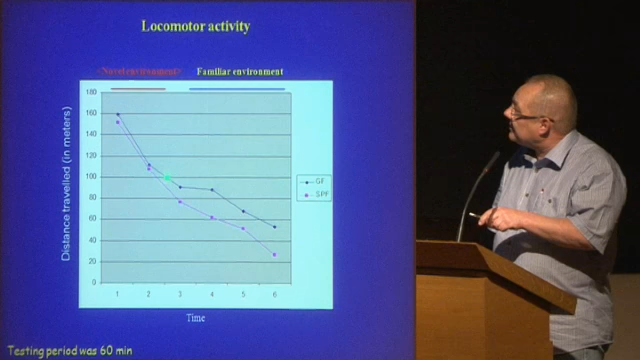 Locomotor activity
<Novel environment> Familiar environment
180
160
140
120
100
80
60
40
20
0
Distance travelled (in meters)
GF
SPF
1 2 3 4 5 6
Time
Testing period was 60 min